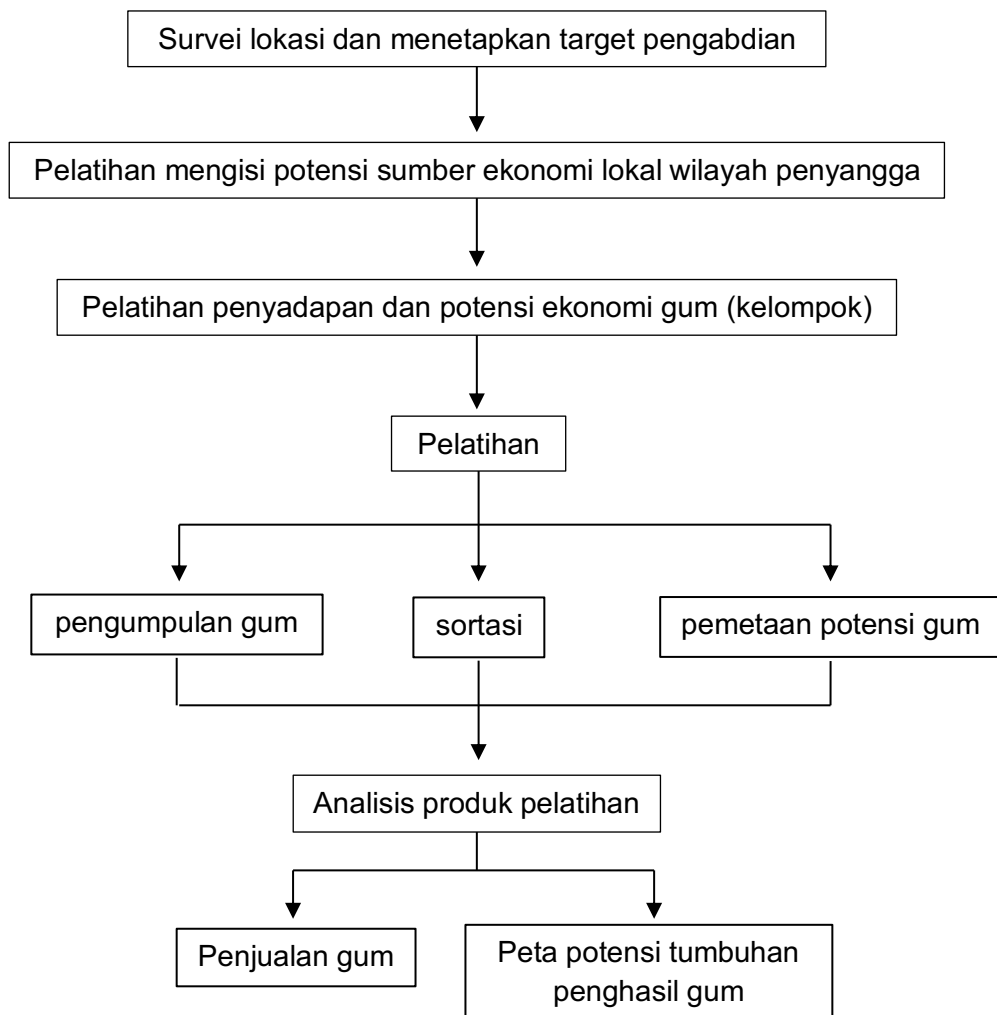 Survei lokasi dan menetapkan target pengabdian
Pelatihan mengisi potensi sumber ekonomi lokal wilayah penyangga
Pelatihan penyadapan dan potensi ekonomi gum (kelompok)
Pelatihan
pengumpulan gum
sortasi
pemetaan potensi gum
Analisis produk pelatihan
Penjualan gum
Peta potensi tumbuhan
penghasil gum